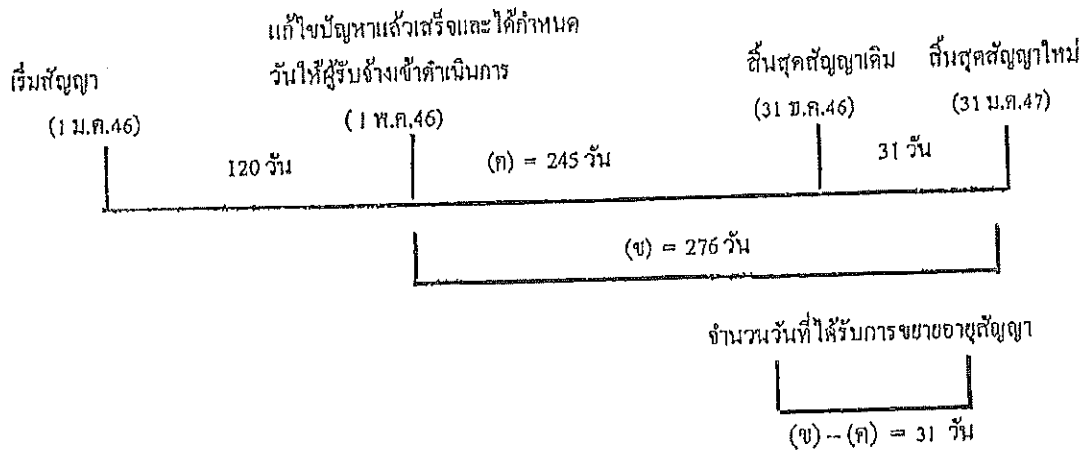 แก้ไขปัญหาแล้วเสร็จและได้กำหนด
วันให้ผู้รับจ้างเข้าดำเนินการ
เริ่มสัญญา
สิ้นสุดสัญญาเดิม
สิ้นสุดสัญญาใหม่
(1 ม.ค.46)
(1 พ.ค.46)
(31 ธ.ค.46)
(31 ม.ค.47)
120 วัน
(ค) = 245 วัน
31 วัน
(ข) = 276 วัน
จำนวนวันที่ได้รับการขยายอายุสัญญา
(ข) -- (ค) = 31 วัน